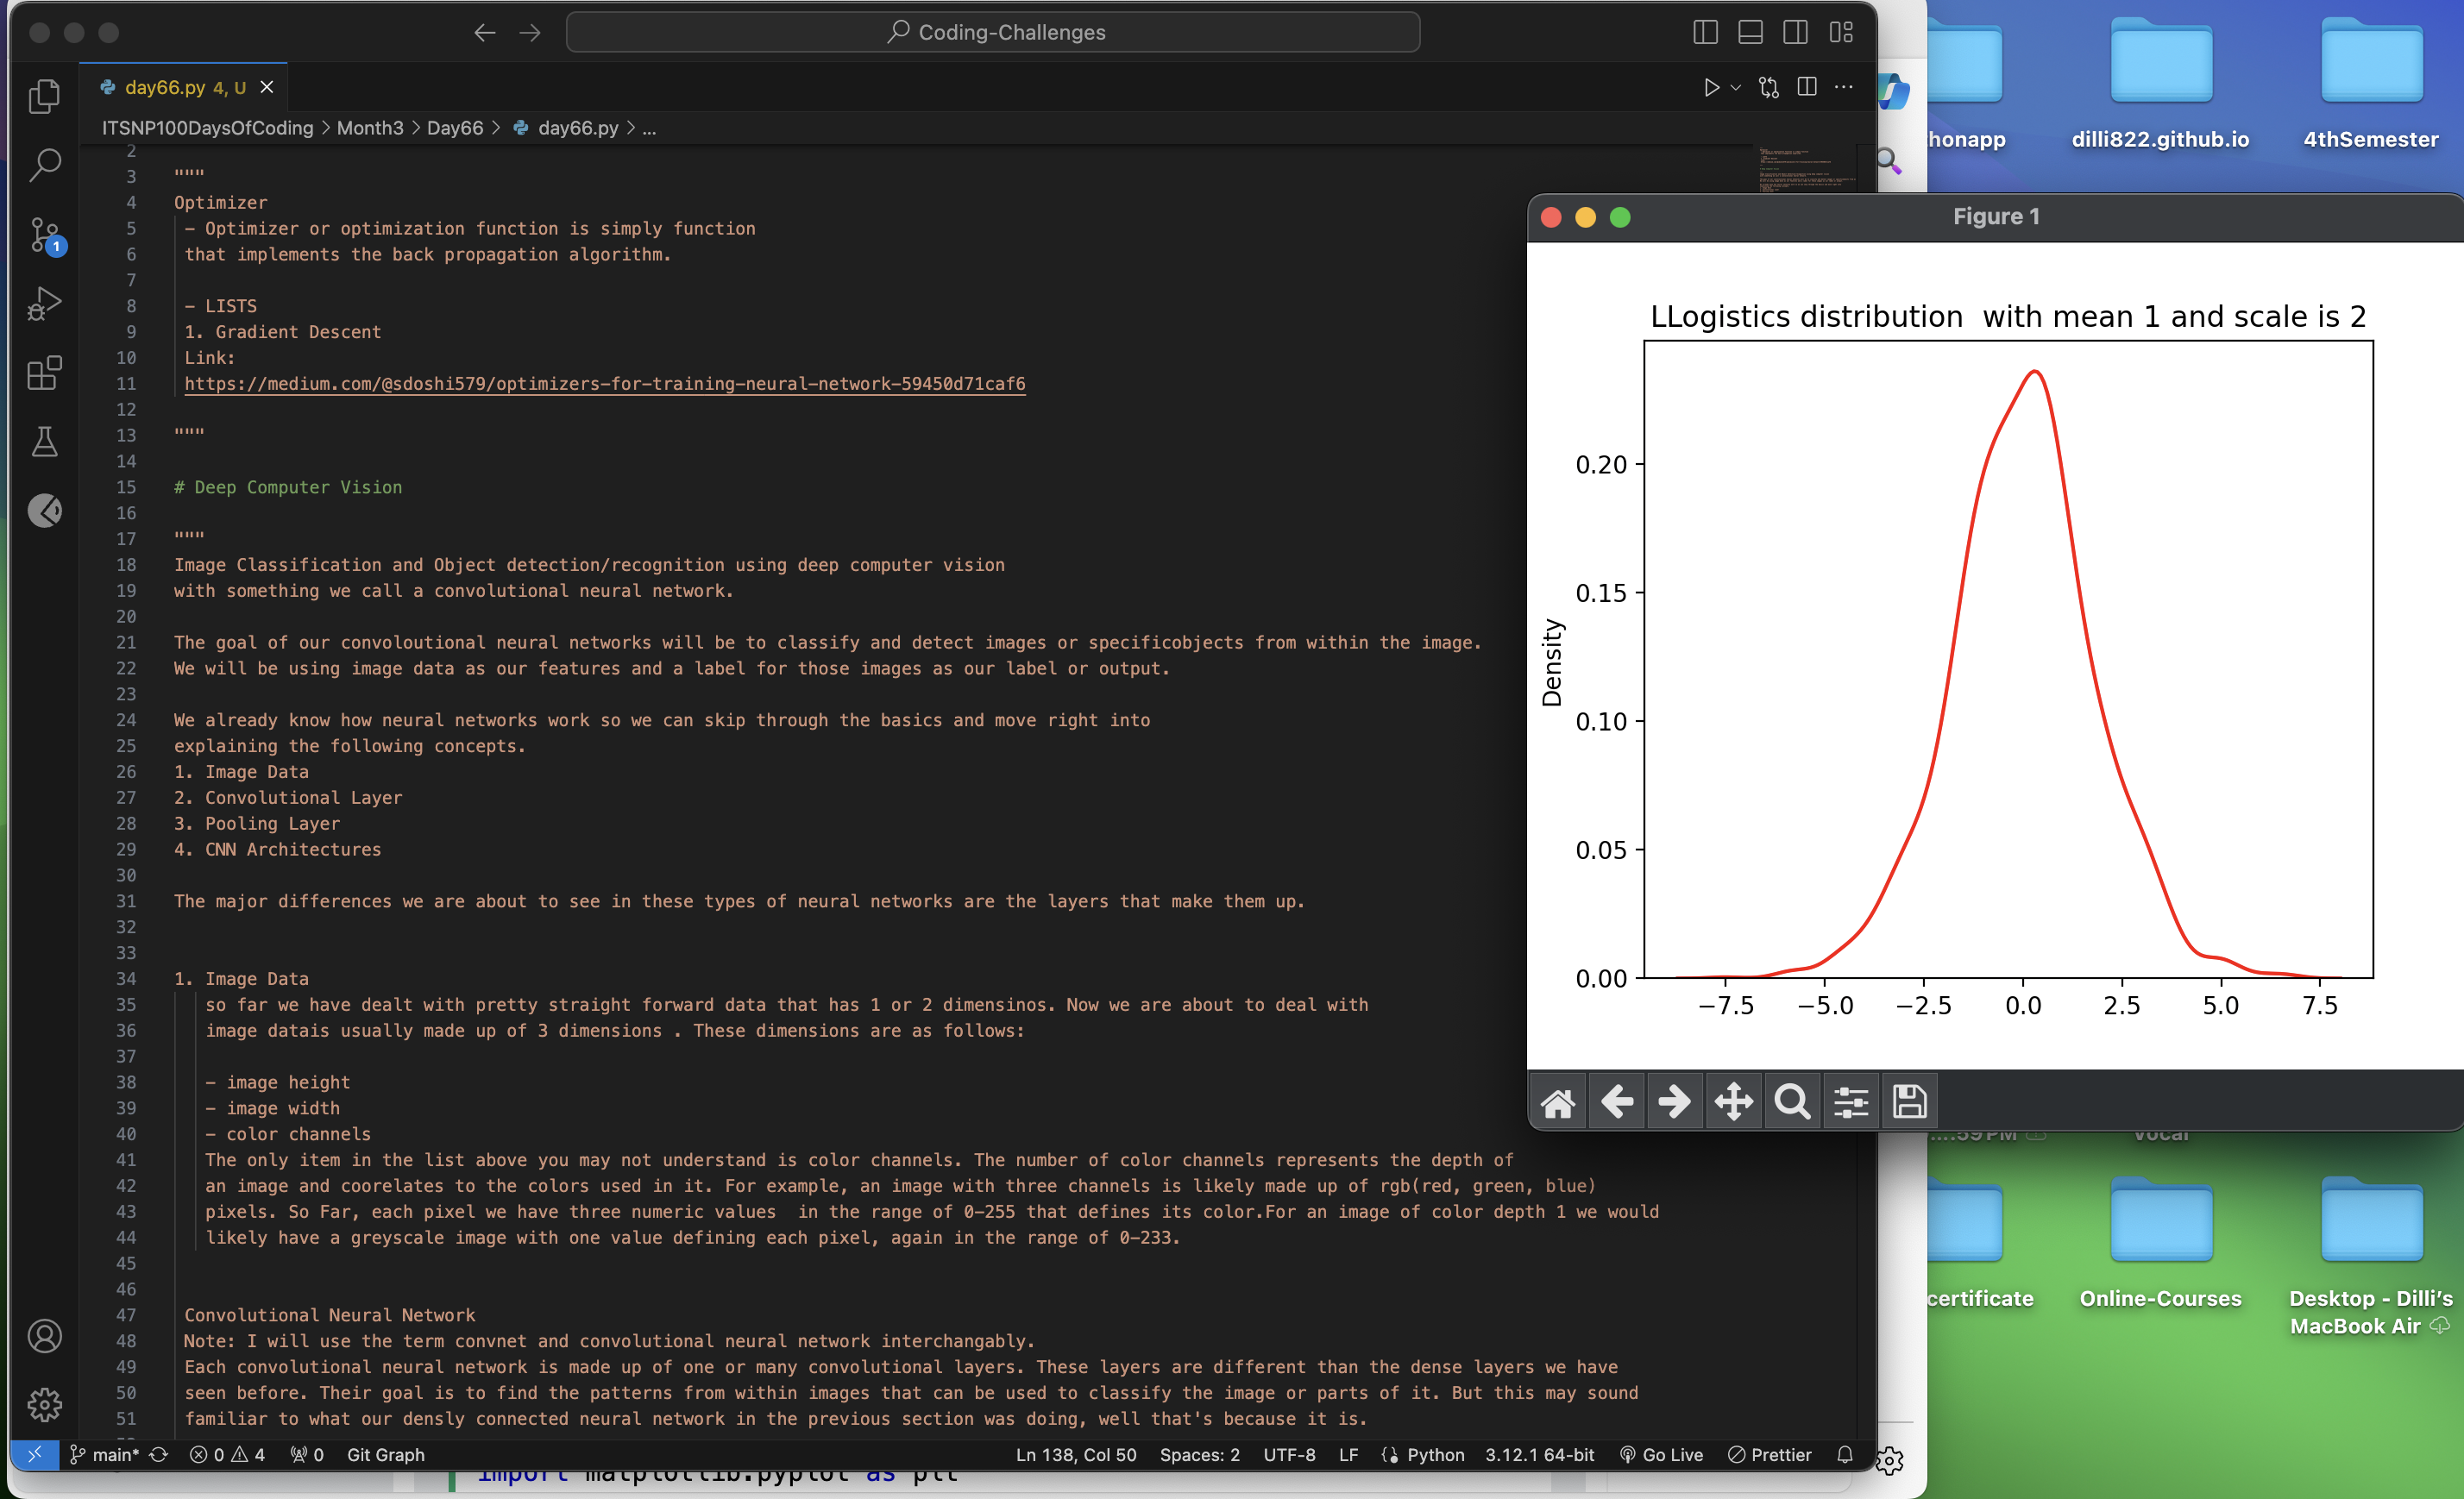 Coding-Challenges
day66.py 4, U
ITSNP100DaysOfCoding > Month3 > Day66 > day66.py > ...
2
3 """
4 Optimizer
5 - Optimizer or optimization function is simply function
6 that implements the back propagation algorithm.
7
8 - LISTS
9 1. Gradient Descent
10 Link:
11 https://medium.com/@sdoshi579/optimizers-for-training-neural-network-59450d71caf6
12
13 """
14
15 # Deep Computer Vision
16
17 """
18 Image Classification and Object detection/recognition using deep computer vision
19 with something we call a convolutional neural network.
20
21 The goal of our convoloutional neural networks will be to classify and detect images or specificobjects from within the image.
22 We will be using image data as our features and a label for those images as our label or output.
23
24 We already know how neural networks work so we can skip through the basics and move right into
25 explaining the following concepts.
26 1. Image Data
27 2. Convolutional Layer
28 3. Pooling Layer
29 4. CNN Architectures
30
31 The major differences we are about to see in these types of neural networks are the layers that make them up.
32
33
34 1. Image Data
35 so far we have dealt with pretty straight forward data that has 1 or 2 dimensinos. Now we are about to deal with
36 image datais usually made up of 3 dimensions . These dimensions are as follows:
37
38 - image height
39 - image width
40 - color channels
41 The only item in the list above you may not understand is color channels. The number of color channels represents the depth of
42 an image and coorelates to the colors used in it. For example, an image with three channels is likely made up of rgb(red, green, blue)
43 pixels. So Far, each pixel we have three numeric values  in the range of 0-255 that defines its color.For an image of color depth 1 we would
44 likely have a greyscale image with one value defining each pixel, again in the range of 0-233.
45
46
47 Convolutional Neural Network
48 Note: I will use the term convnet and convolutional neural network interchangably.
49 Each convolutional neural network is made up of one or many convolutional layers. These layers are different than the dense layers we have
50 seen before. Their goal is to find the patterns from within images that can be used to classify the image or parts of it. But this may sound
51 familiar to what our densly connected neural network in the previous section was doing, well that's because it is.
1
main* 0 4 0 Git Graph Ln 138, Col 50 Spaces: 2 UTF-8 LF Python 3.12.1 64-bit Go Live Prettier
import matplotlib.pyplot as plt
Figure 1
LLogistics distribution  with mean 1 and scale is 2
Density
0.20
0.15
0.10
0.05
0.00
−7.5 −5.0 −2.5 0.0 2.5 5.0 7.5
honapp
dilli822.github.io
4thSemester
....59 PM
Vocal
certificate
Online-Courses
Desktop - Dilli's
MacBook Air